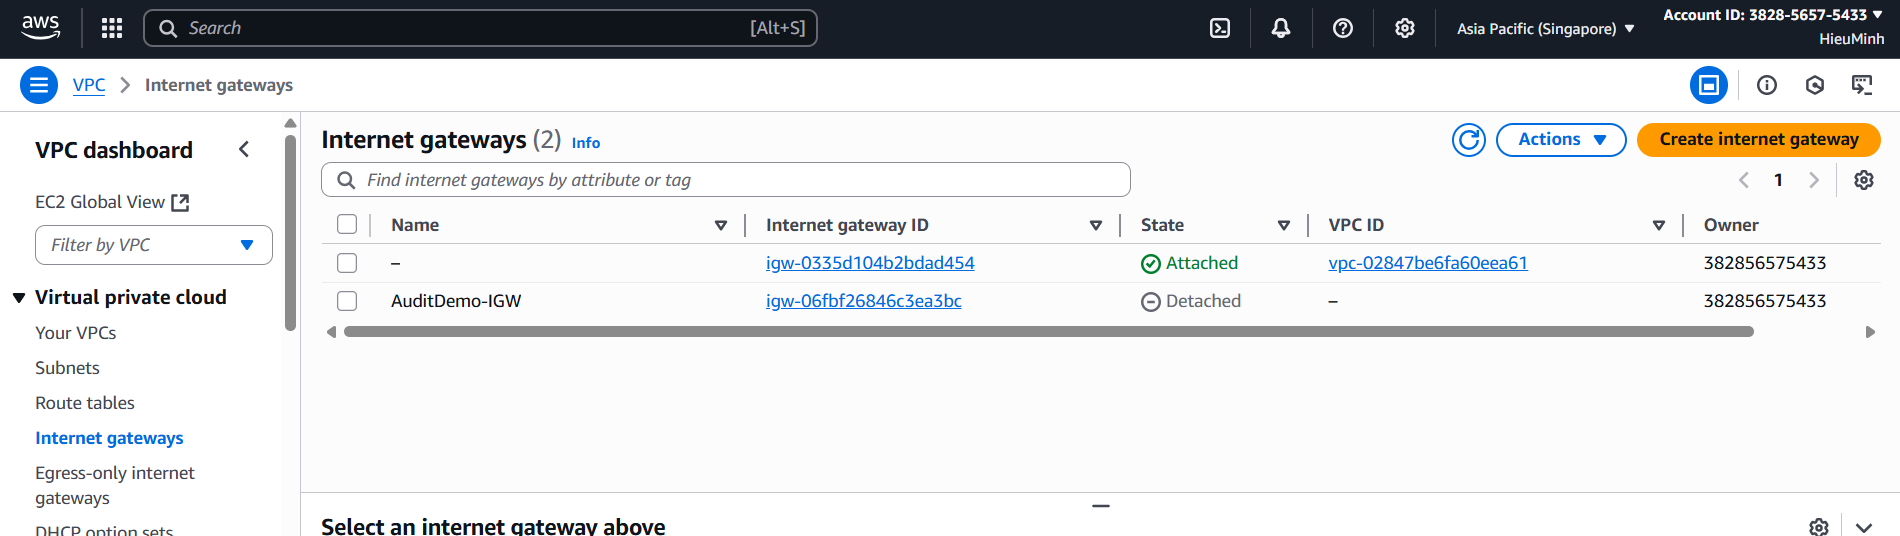 aws
Search [Alt+S]
Asia Pacific (Singapore)
Account ID: 3828-5657-5433
HieuMinh
VPC
Internet gateways
VPC dashboard
EC2 Global View
Filter by VPC
Virtual private cloud
Your VPCs
Subnets
Route tables
Internet gateways
Egress-only internet
gateways
DHCP option sets
Internet gateways (2) Info
Actions
Create internet gateway
Find internet gateways by attribute or tag
1
Name Internet gateway ID State VPC ID Owner
– igw-0335d104b2bdad454 Attached vpc-02847be6fa60eea61 382856575433
AuditDemo-IGW igw-06fbf26846c3ea3bc Detached – 382856575433
Select an internet gateway above